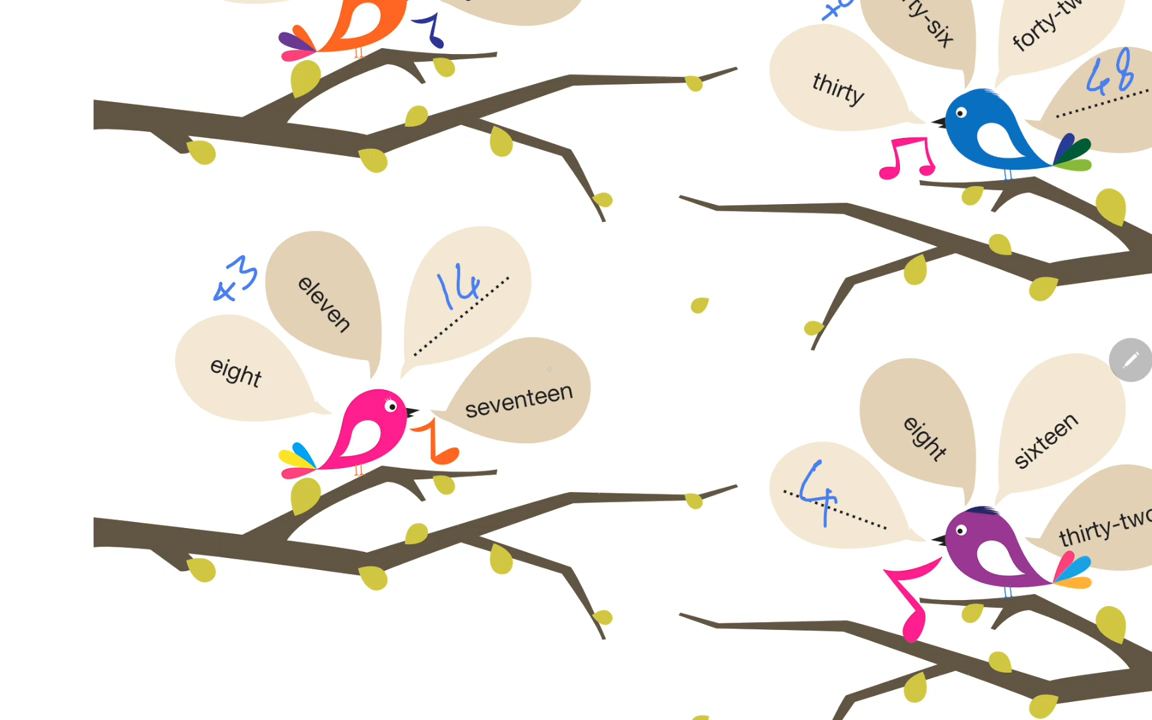 thirty
forty-tw
48
+3
eleven
14
eight
seventeen
4
eight
sixteen
thirty-two